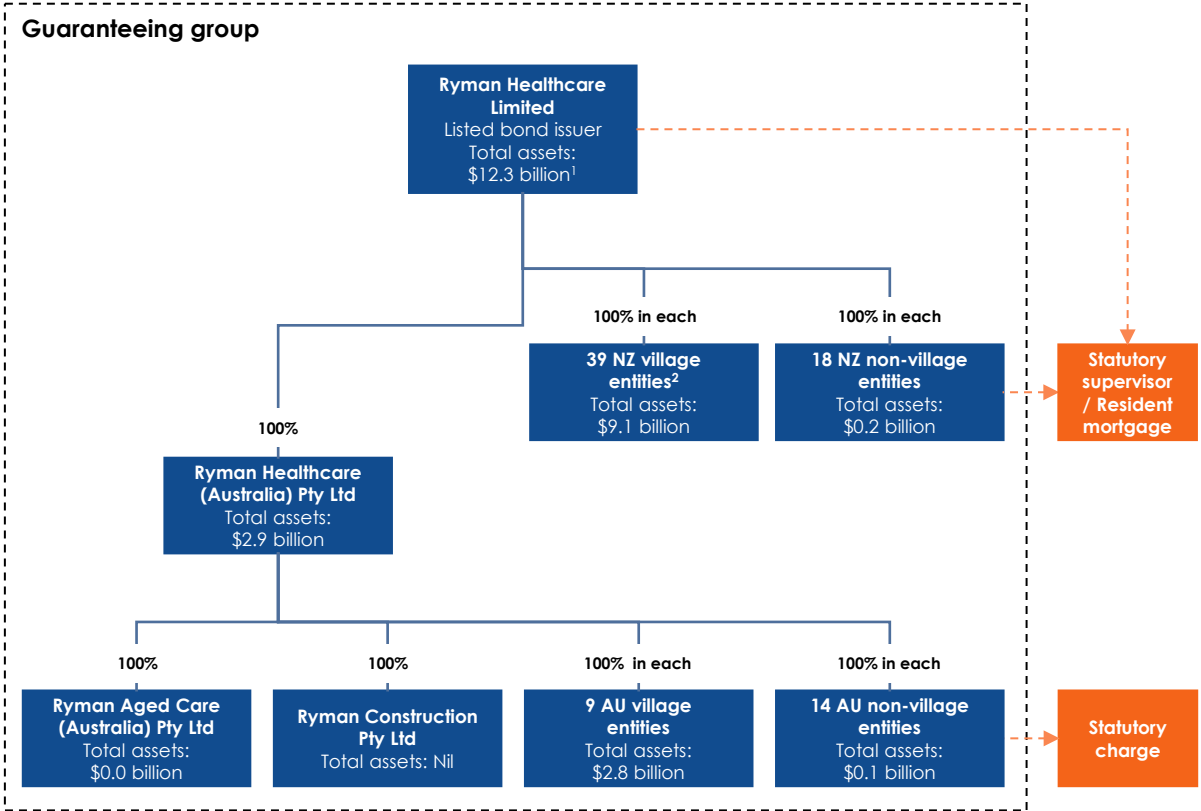 Guaranteeing group
Ryman Healthcare
Limited
Listed bond issuer
Total assets:
$12.3 billion1
100% in each
100% in each
39 NZ village
entities2
Total assets:
$9.1 billion
18 NZ non-village
entities
Total assets:
$0.2 billion
Statutory
supervisor
/ Resident
mortgage
100%
Ryman Healthcare
(Australia) Pty Ltd
Total assets:
$2.9 billion
100%
100%
100% in each
100% in each
Ryman Aged Care
(Australia) Pty Ltd
Total assets:
$0.0 billion
Ryman Construction
Pty Ltd
Total assets: Nil
9 AU village
entities
Total assets:
$2.8 billion
14 AU non-village
entities
Total assets:
$0.1 billion
Statutory
charge